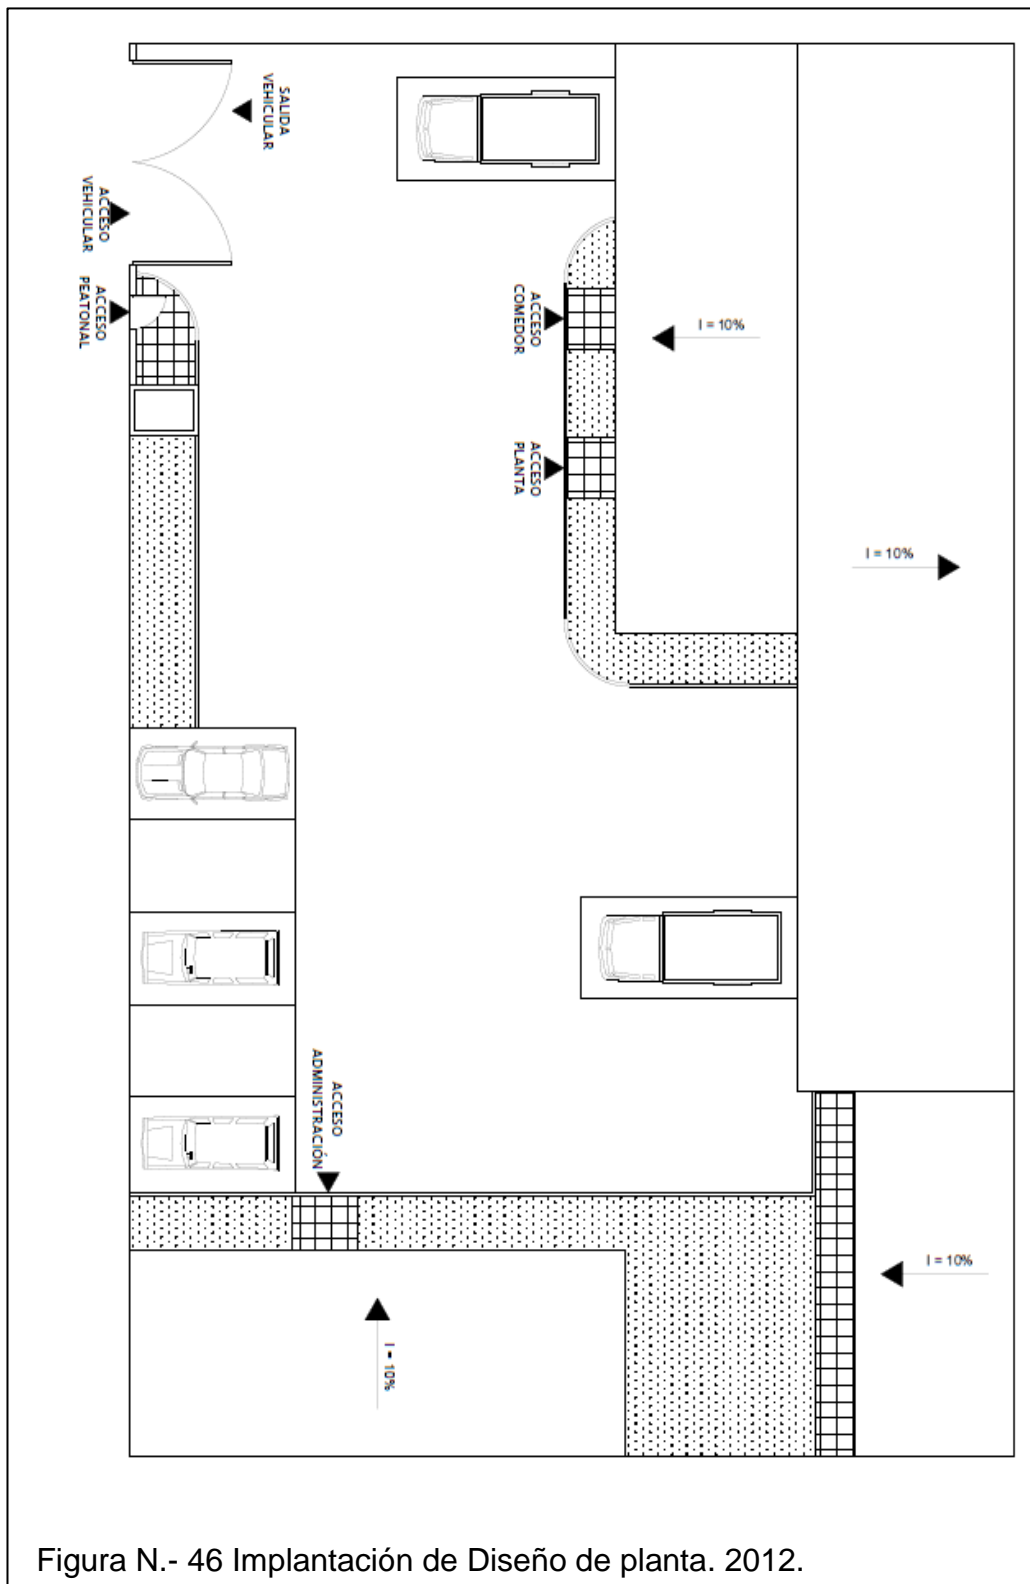 SALIDA
VEHICULAR
ACCESO
VEHICULAR
ACCESO
PEATONAL
ACCESO
COMEDOR
I = 10%
ACCESO
PLANTA
I = 10%
ACCESO
ADMINISTRACIÓN
I = 10%
I = 10%
Figura N.- 46 Implantación de Diseño de planta. 2012.